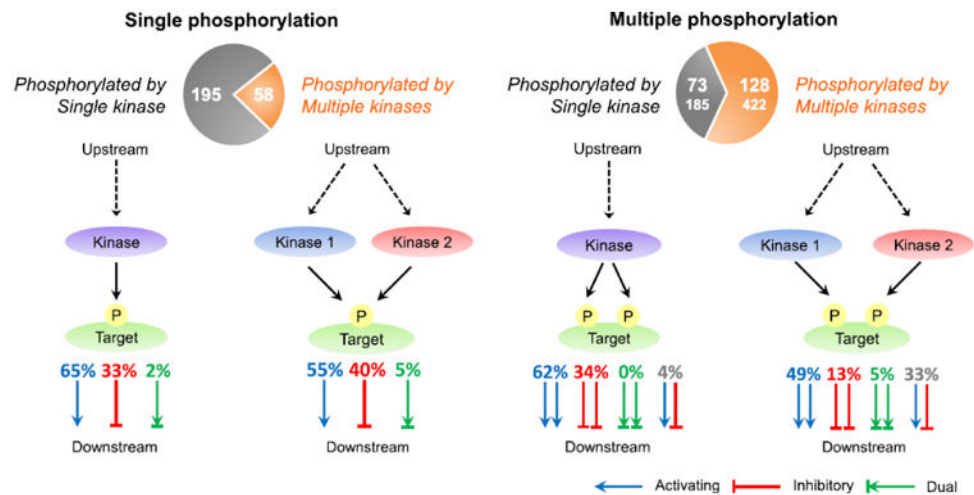 Single phosphorylation
Multiple phosphorylation
Phosphorylated by
Single kinase
195
58
Phosphorylated by
Multiple kinases
Phosphorylated by
Single kinase
73
185
128
422
Phosphorylated by
Multiple kinases
Upstream
Upstream
Upstream
Upstream
Kinase
Kinase 1
Kinase 2
Kinase
Kinase 1
Kinase 2
P
P
P
P
P
P
Target
Target
Target
Target
65% 33% 2%
55% 40% 5%
62% 34% 0% 4%
49% 13% 5% 33%
Downstream
Downstream
Downstream
Downstream
Activating
Inhibitory
Dual